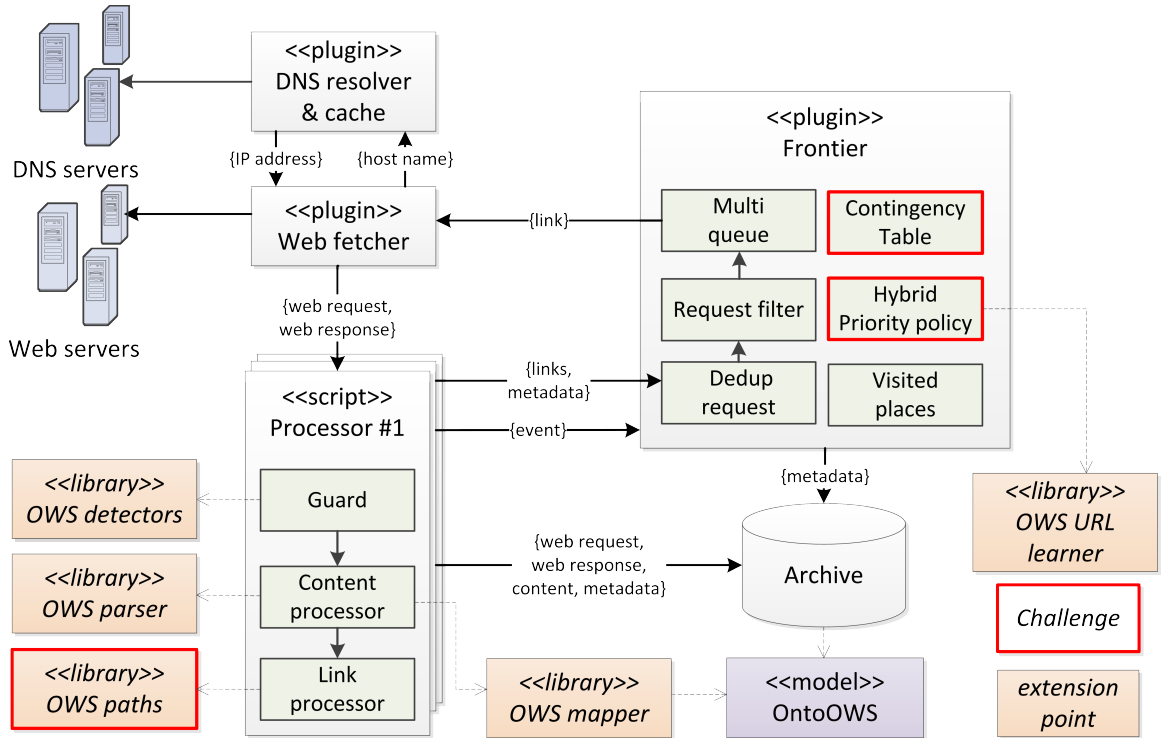 <<plugin>>
DNS resolver
& cache
DNS servers
{IP address}
{host name}
<<plugin>>
Web fetcher
Web servers
{link}
{web request,
web response}
<<plugin>>
Frontier
Multi
queue
Contingency
Table
Request filter
Hybrid
Priority policy
Dedup
request
Visited
places
{links,
metadata}
{event}
<<script>>
Processor #1
Guard
Content
processor
Link
processor
<<library>>
OWS detectors
<<library>>
OWS parser
<<library>>
OWS paths
{web request,
web response,
content, metadata}
{metadata}
Archive
<<library>>
OWS mapper
<<model>>
OntoOWS
<<library>>
OWS URL
learner
Challenge
extension
point